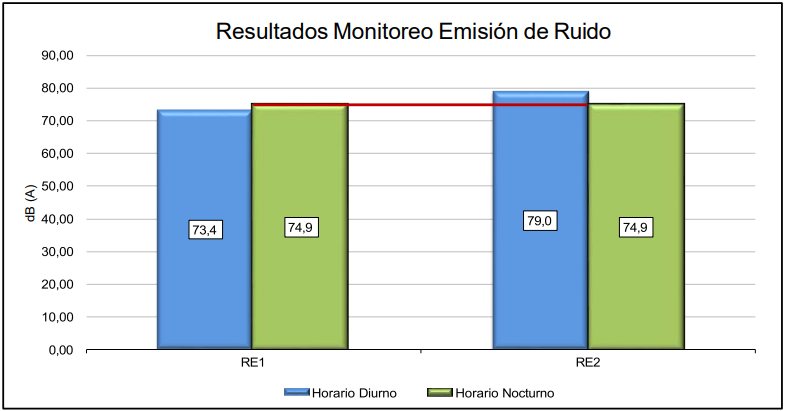 Resultados Monitoreo Emisión de Ruido
90,00
80,00
70,00
60,00
50,00
40,00
30,00
20,00
10,00
0,00
dB (A)
73,4
74,9
79,0
74,9
RE1
RE2
Horario Diurno
Horario Nocturno